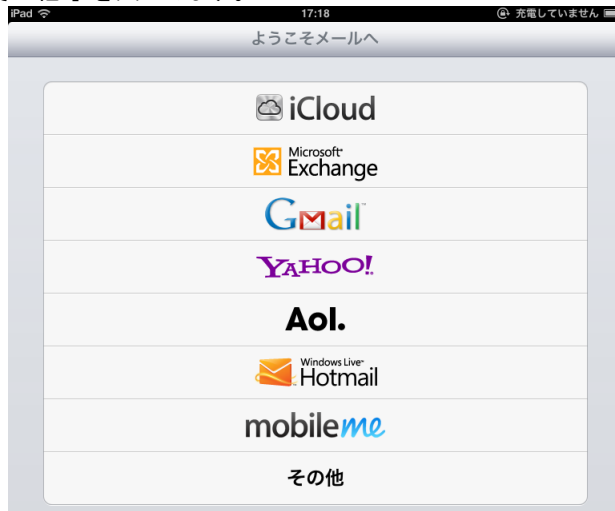 iPad 17:18 充電していません
ようこそメールへ
iCloud
Microsoft
Exchange
Gmail
YAHOO!
Aol.
Windows Live
Hotmail
mobileme
その他